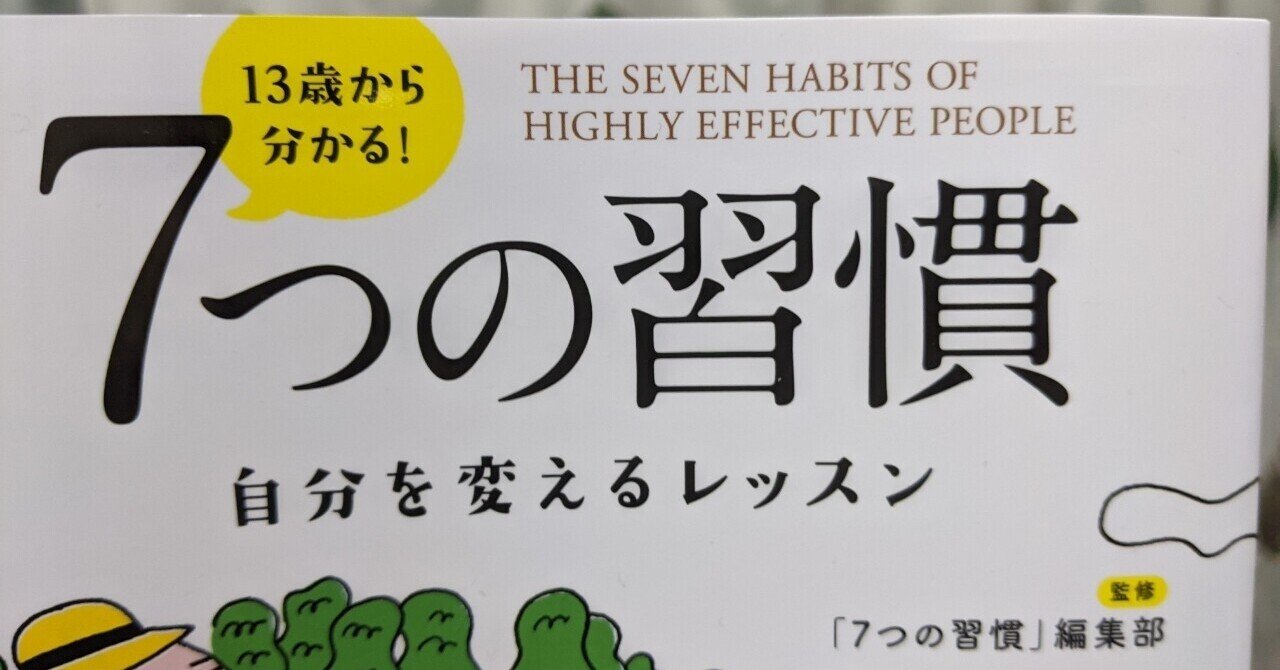 13歳から
分かる!
THE SEVEN HABITS OF
HIGHLY EFFECTIVE PEOPLE
7つの習慣
自分を変えるレッスン
監修
「7つの習慣」編集部